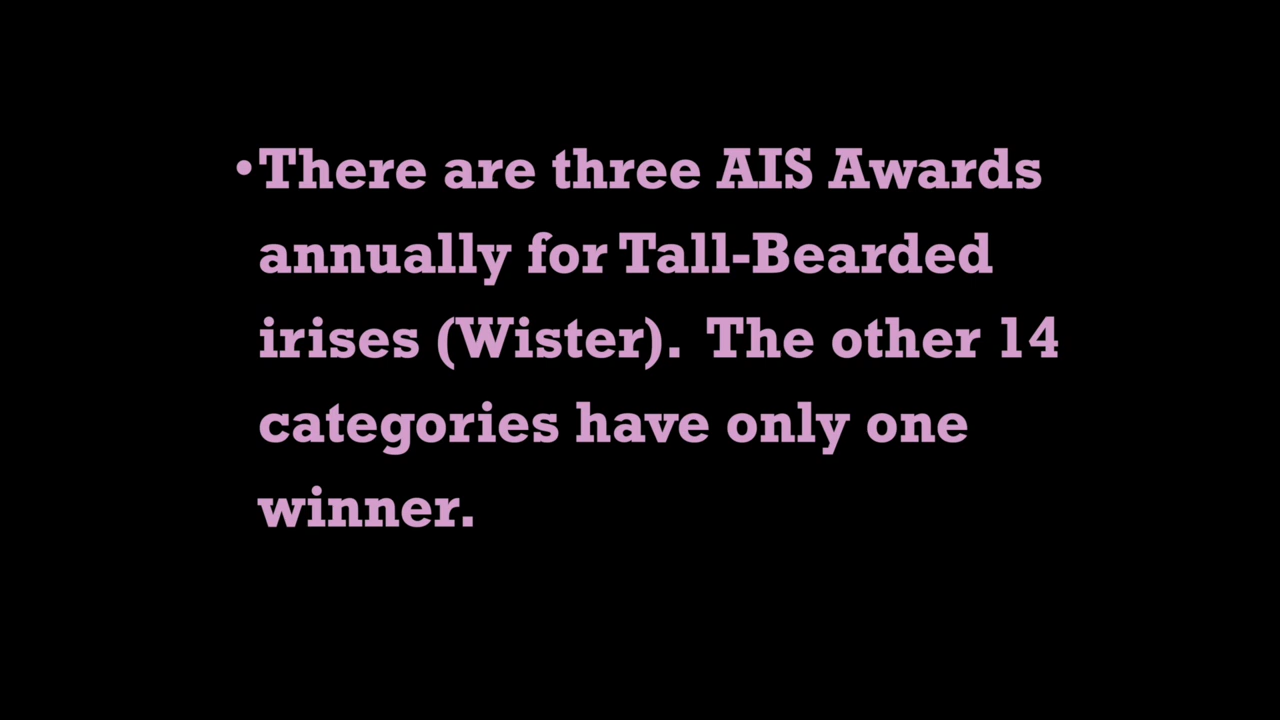 •There are three AIS Awards
annually for Tall-Bearded
irises (Wister).  The other 14
categories have only one
winner.